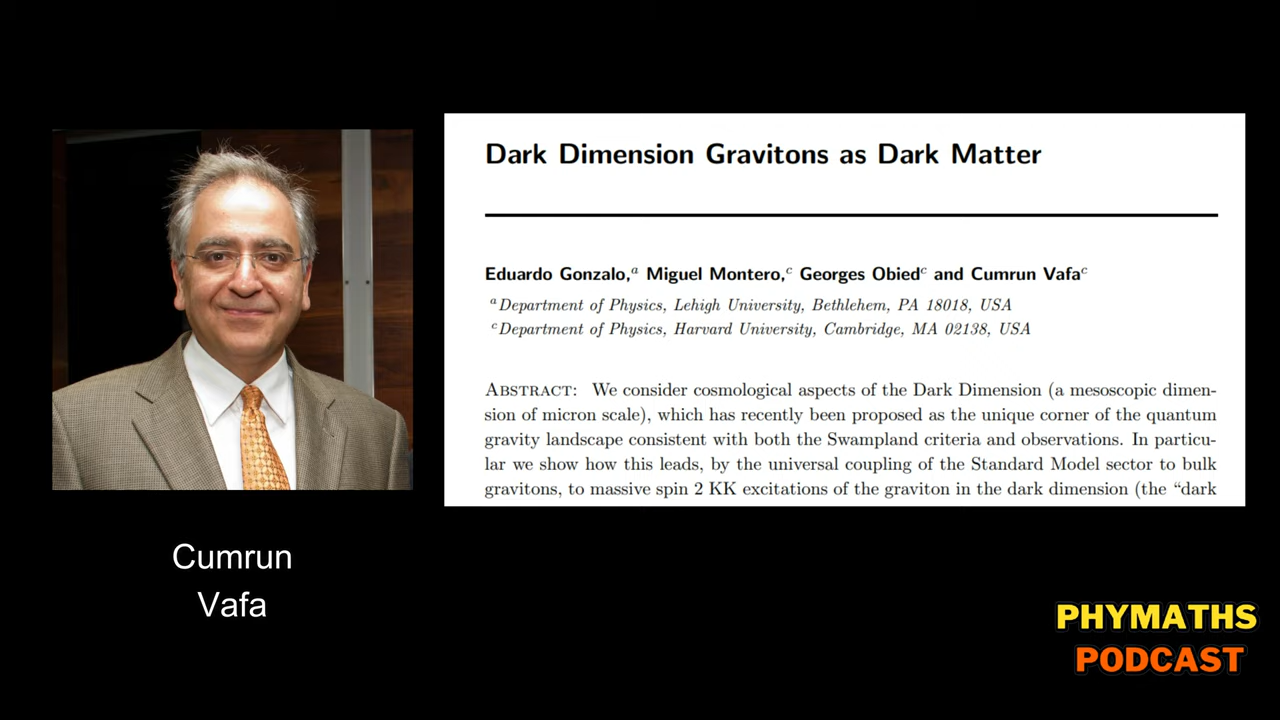 Dark Dimension Gravitons as Dark Matter
Eduardo Gonzalo,ᵃ Miguel Montero,ᶜ Georges Obiedᶜ and Cumrun Vafaᶜ
ᵃDepartment of Physics, Lehigh University, Bethlehem, PA 18018, USA
ᶜDepartment of Physics, Harvard University, Cambridge, MA 02138, USA
ABSTRACT: We consider cosmological aspects of the Dark Dimension (a mesoscopic dimen-
sion of micron scale), which has recently been proposed as the unique corner of the quantum
gravity landscape consistent with both the Swampland criteria and observations. In particu-
lar we show how this leads, by the universal coupling of the Standard Model sector to bulk
gravitons, to massive spin 2 KK excitations of the graviton in the dark dimension (the “dark
Cumrun
Vafa
PHYMATHS
PODCAST